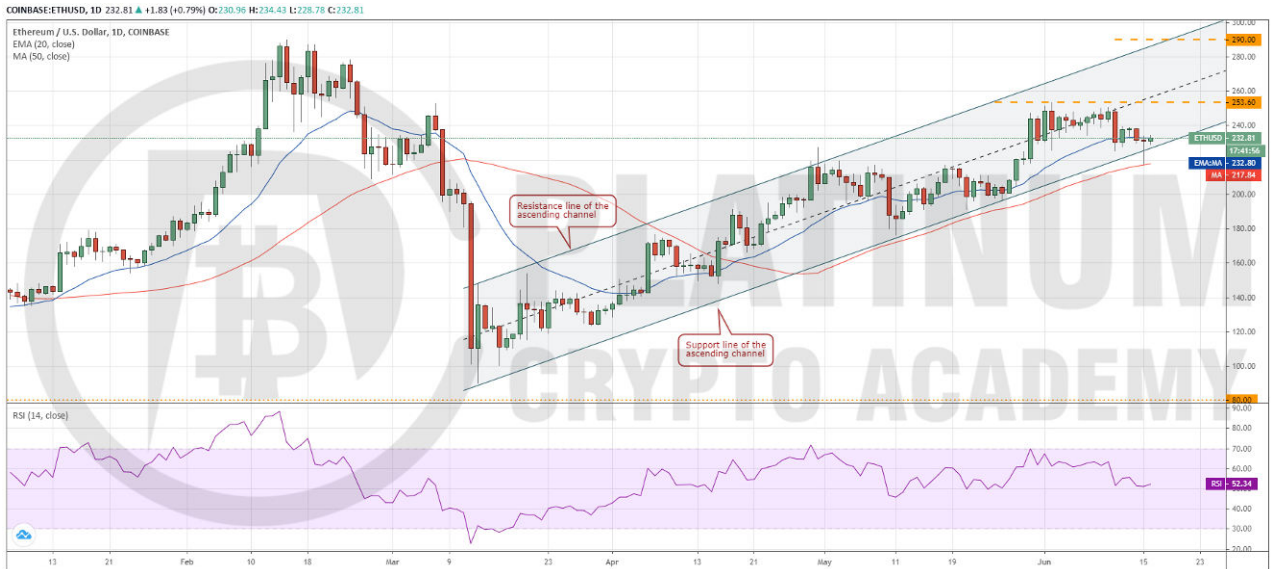 COINBASE:ETHUSD, 1D 232.81 ▲ +1.83 (+0.79%) O:230.96 H:234.43 L:228.78 C:232.81
Ethereum / U.S. Dollar, 1D, COINBASE
EMA (20, close)
MA (50, close)
300.00
290.00
260.00
253.60
240.00
ETHUSD 232.81
17:41:56
EMA:MA 232.80
MA 217.84
200.00
180.00
160.00
140.00
120.00
100.00
80.00
Resistance line of the
ascending channel
Support line of the
ascending channel
PLATINUM
CRYPTO ACADEMY
RSI (14, close)
90.00
70.00
60.00
RSI 52.34
40.00
30.00
20.00
13
Feb
10
18
Mar
9
23
Apr
13
21
May
11
19
Jun
15
23